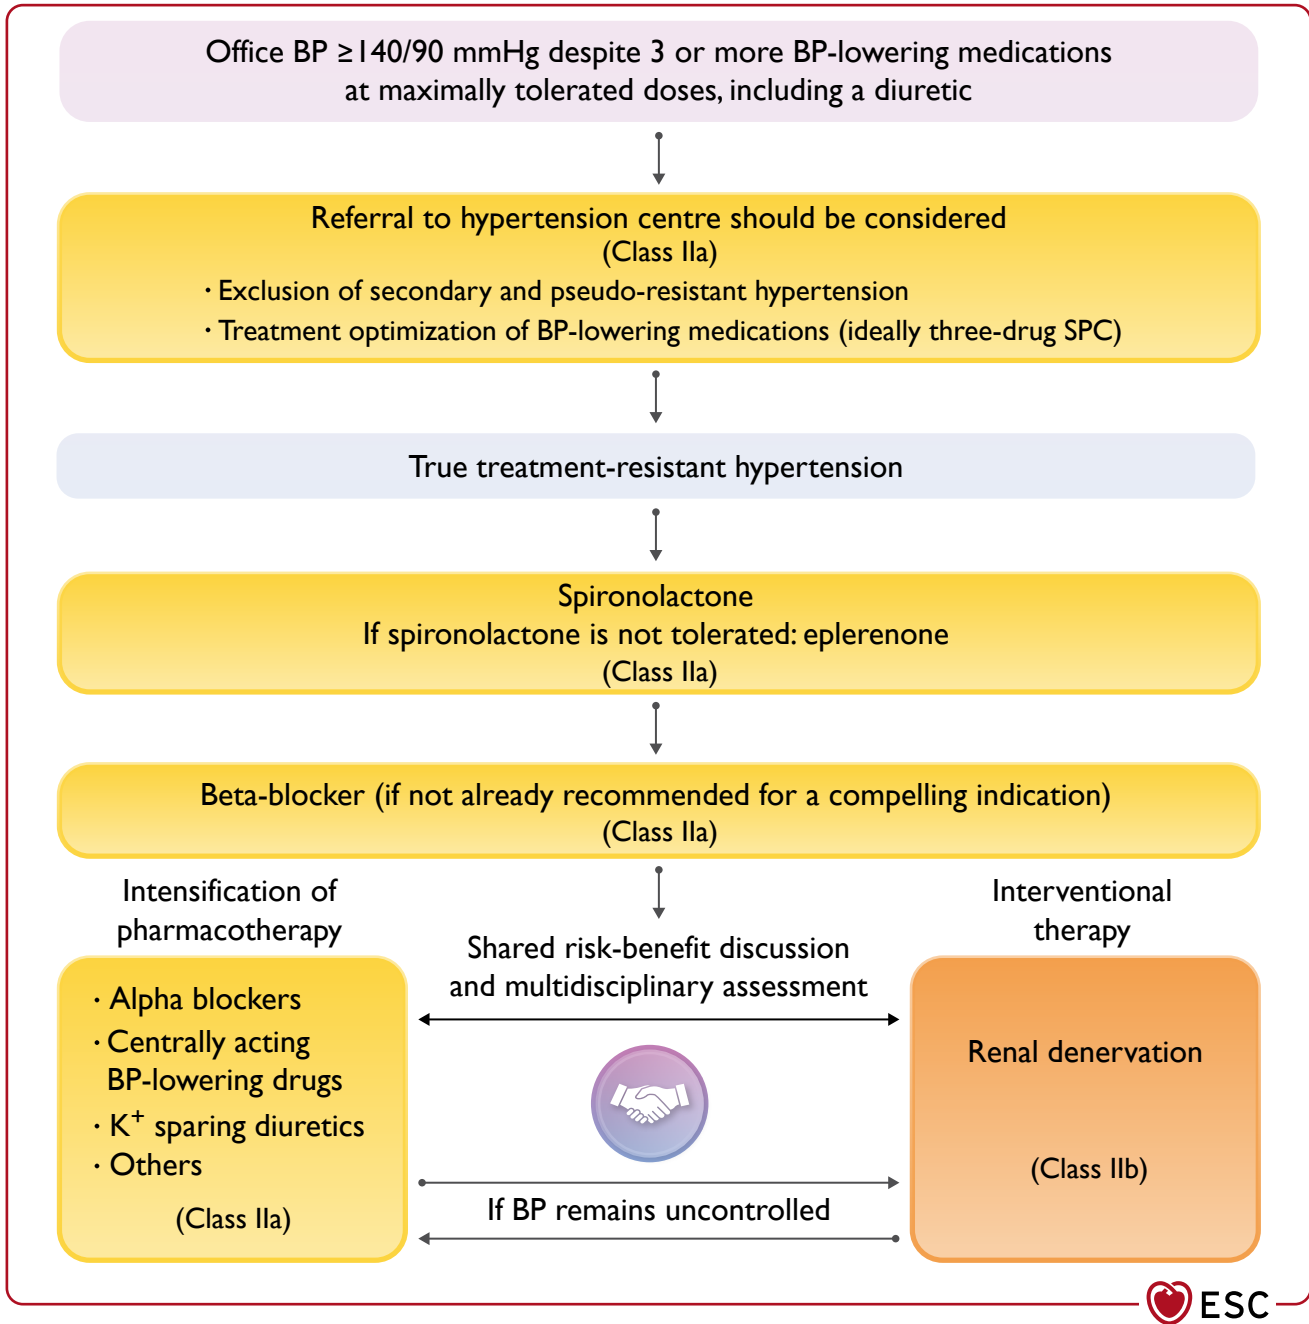 Office BP ≥140/90 mmHg despite 3 or more BP-lowering medications
at maximally tolerated doses, including a diuretic
Referral to hypertension centre should be considered
(Class IIa)
· Exclusion of secondary and pseudo-resistant hypertension
· Treatment optimization of BP-lowering medications (ideally three-drug SPC)
True treatment-resistant hypertension
Spironolactone
If spironolactone is not tolerated: eplerenone
(Class IIa)
Beta-blocker (if not already recommended for a compelling indication)
(Class IIa)
Intensification of
pharmacotherapy
· Alpha blockers
· Centrally acting
BP-lowering drugs
· K⁺ sparing diuretics
· Others
(Class IIa)
Shared risk-benefit discussion
and multidisciplinary assessment
If BP remains uncontrolled
Interventional
therapy
Renal denervation
(Class IIb)
ESC